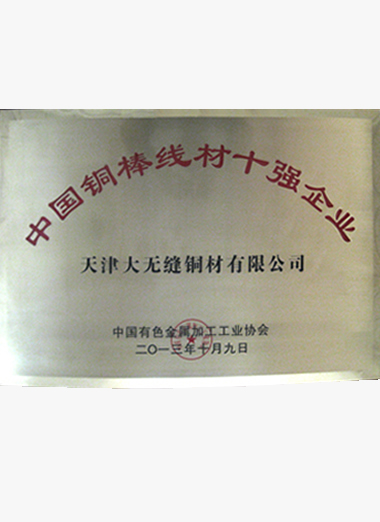 中国铜棒线材十强企业
天津大无缝铜材有限公司
中国有色金属加工工业协会
二〇一三年十月九日